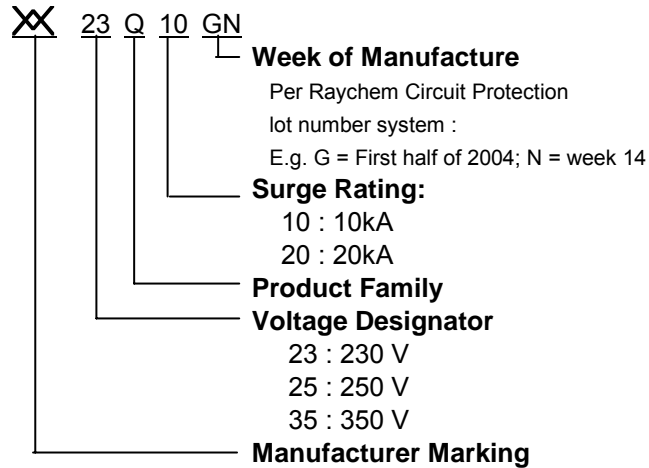 23 Q 10 GN
Week of Manufacture
Per Raychem Circuit Protection
lot number system :
E.g. G = First half of 2004; N = week 14
Surge Rating:
10 : 10kA
20 : 20kA
Product Family
Voltage Designator
23 : 230 V
25 : 250 V
35 : 350 V
Manufacturer Marking